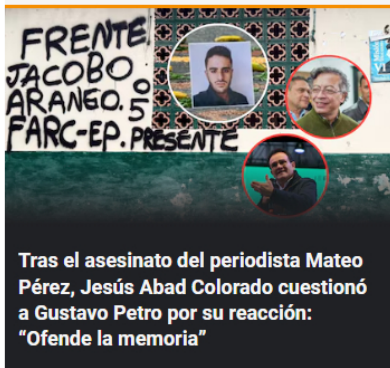 FRENTE
JACOBO
ARANGO. 05
FARC-EP. PRESENTE
Tras el asesinato del periodista Mateo
Pérez, Jesús Abad Colorado cuestionó
a Gustavo Petro por su reacción:
“Ofende la memoria”